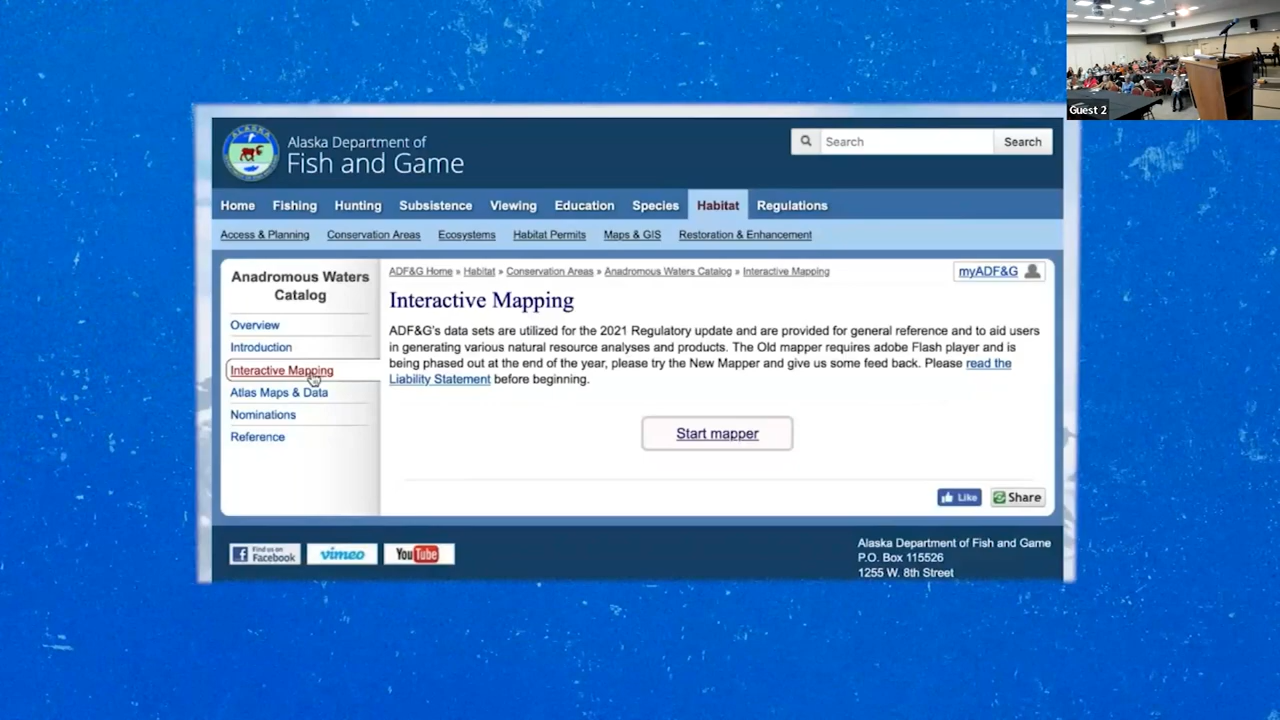 Guest 2
ALASKA
Alaska Department of
Fish and Game
Search
Search
Home
Fishing
Hunting
Subsistence
Viewing
Education
Species
Habitat
Regulations
Access & Planning
Conservation Areas
Ecosystems
Habitat Permits
Maps & GIS
Restoration & Enhancement
Anadromous Waters
Catalog
Overview
Introduction
Interactive Mapping
Atlas Maps & Data
Nominations
Reference
ADF&G Home » Habitat » Conservation Areas » Anadromous Waters Catalog » Interactive Mapping
myADF&G
Interactive Mapping
ADF&G's data sets are utilized for the 2021 Regulatory update and are provided for general reference and to aid users
in generating various natural resource analyses and products. The Old mapper requires adobe Flash player and is
being phased out at the end of the year, please try the New Mapper and give us some feed back. Please read the
Liability Statement before beginning.
Start mapper
Like
Share
Find us on
Facebook
vimeo
YouTube
Alaska Department of Fish and Game
P.O. Box 115526
1255 W. 8th Street